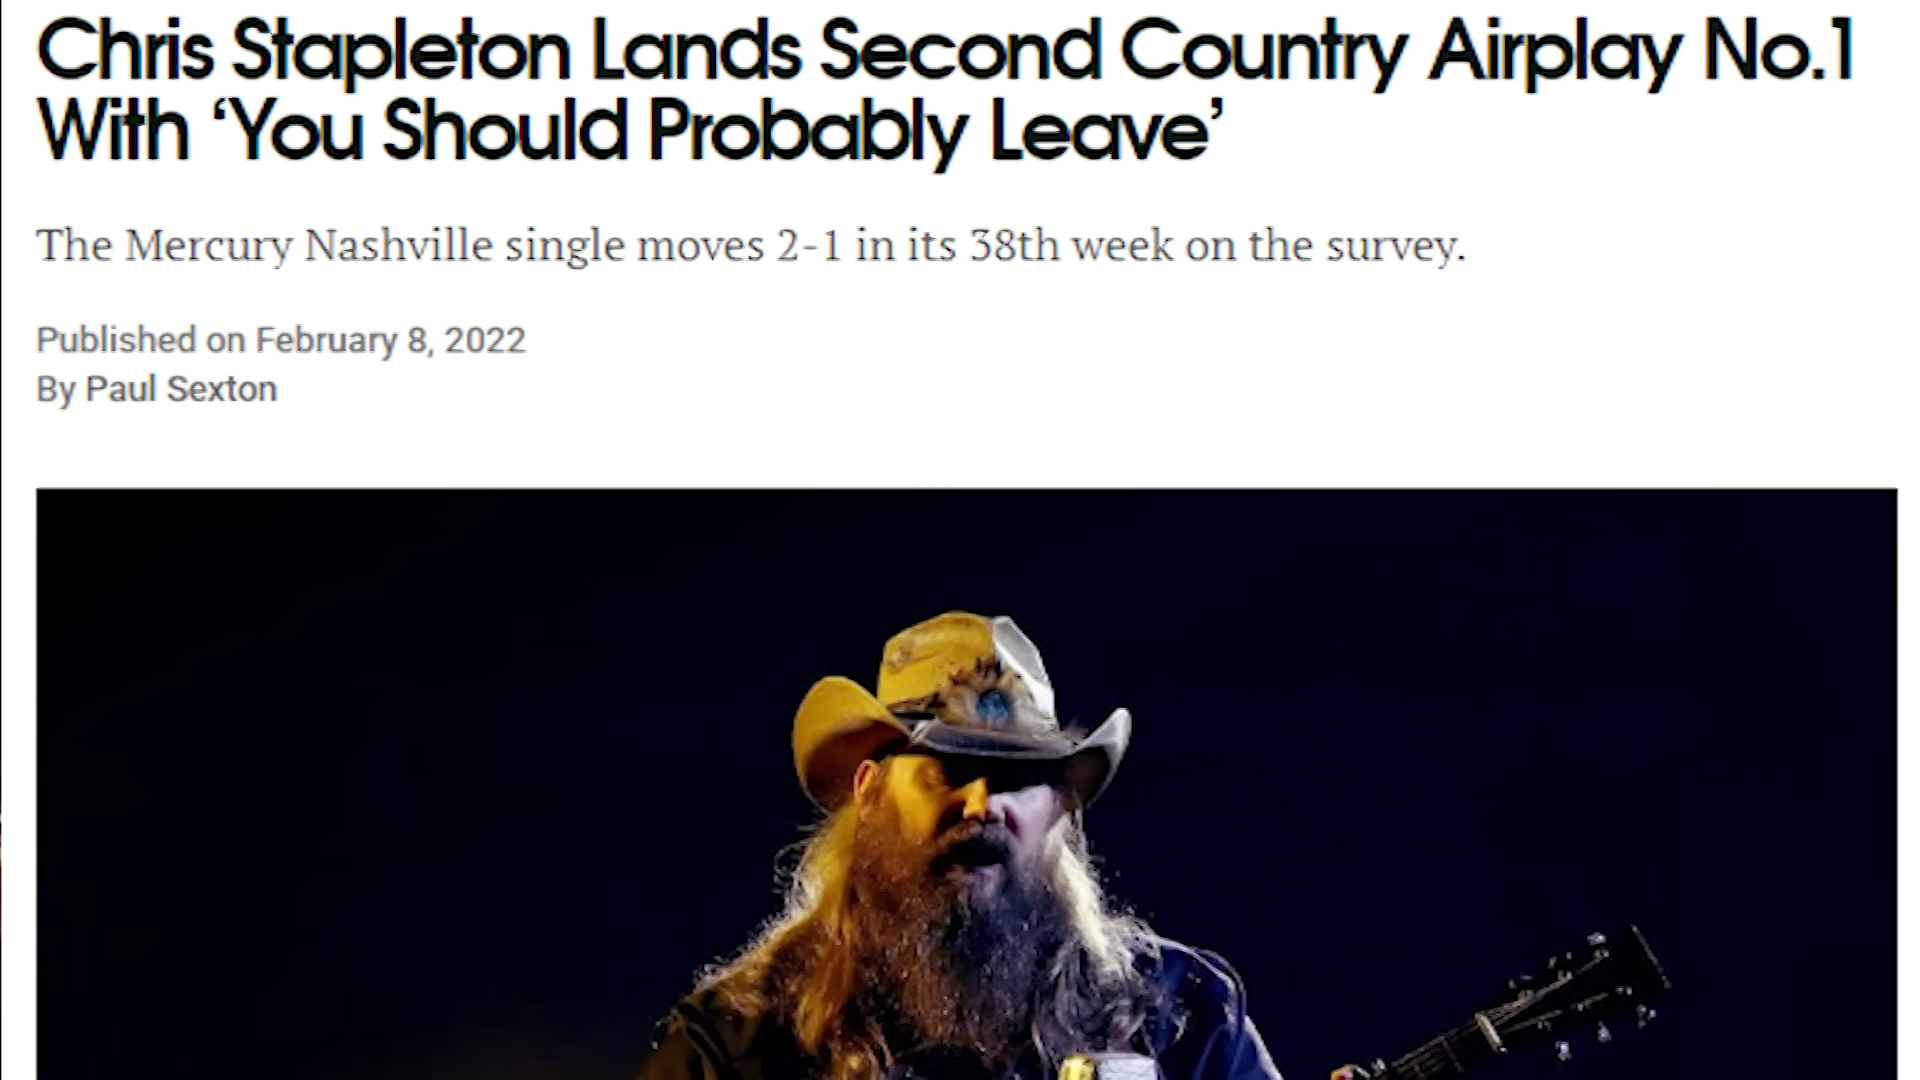 Chris Stapleton Lands Second Country Airplay No.1
With ‘You Should Probably Leave’
The Mercury Nashville single moves 2-1 in its 38th week on the survey.
Published on February 8, 2022
By Paul Sexton